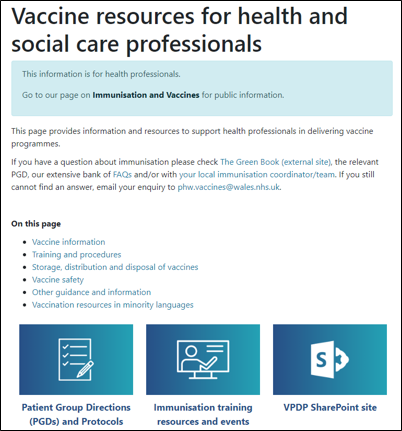 Vaccine resources for health and
social care professionals
This information is for health professionals.
Go to our page on Immunisation and Vaccines for public information.
This page provides information and resources to support health professionals in delivering vaccine
programmes.
If you have a question about immunisation please check The Green Book (external site), the relevant
PGD, our extensive bank of FAQs and/or with your local immunisation coordinator/team. If you still
cannot find an answer, email your enquiry to phw.vaccines@wales.nhs.uk.
On this page
Vaccine information
Training and procedures
Storage, distribution and disposal of vaccines
Vaccine safety
Other guidance and information
Vaccination resources in minority languages
S
Patient Group Directions
(PGDs) and Protocols
Immunisation training
resources and events
VPDP SharePoint site